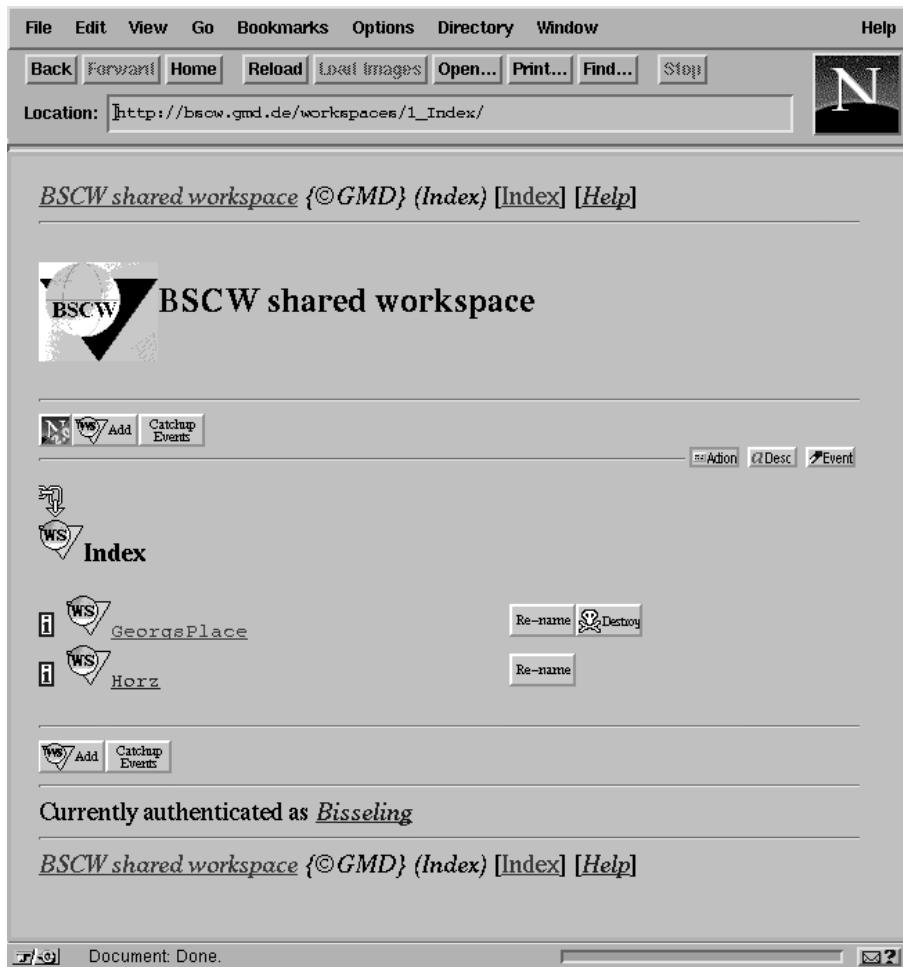 File Edit View Go Bookmarks Options Directory Window Help
Back Forward Home Reload Load Images Open... Print... Find... Stop
N
Location: http://bscw.gmd.de/workspaces/1_Index/
BSCW shared workspace {©GMD} (Index) [Index] [Help]
BSCW BSCW shared workspace
WS Add Catchup Events
Action Desc Event
WS Index
i WS GeorgsPlace Re-name Destroy
i WS Horz Re-name
WS Add Catchup Events
Currently authenticated as Bisseling
BSCW shared workspace {©GMD} (Index) [Index] [Help]
Document: Done. ?